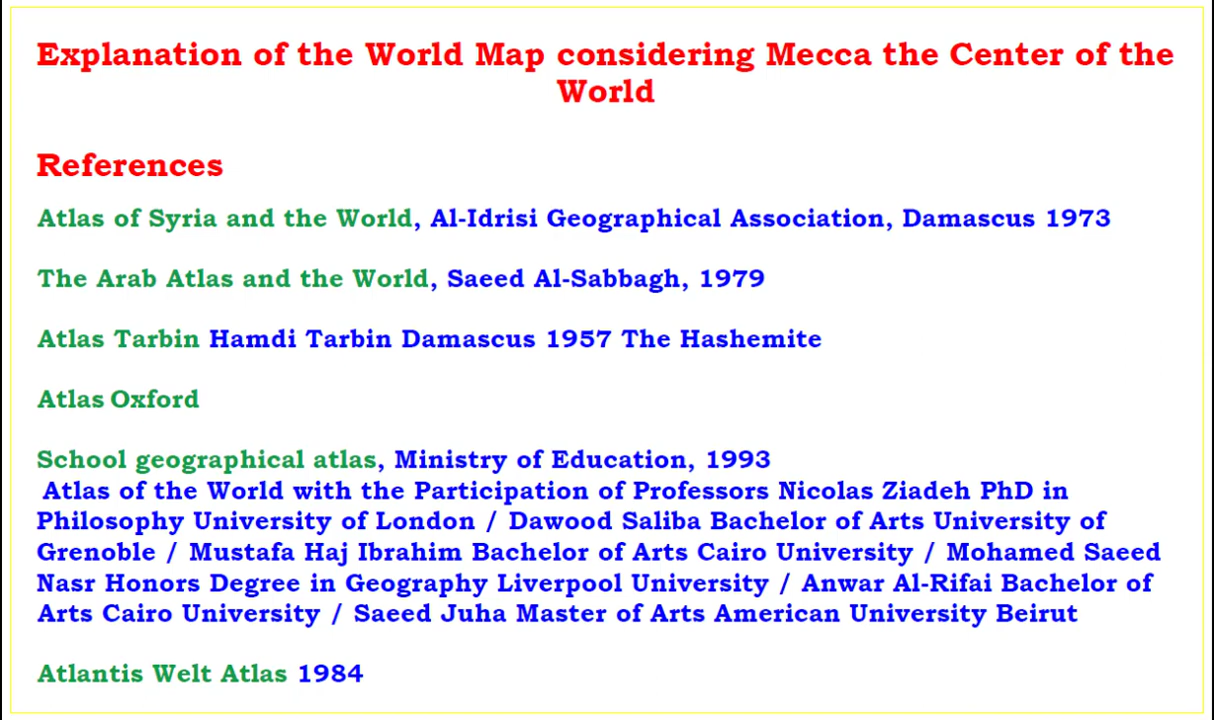 Explanation of the World Map considering Mecca the Center of the
World
References
Atlas of Syria and the World, Al-Idrisi Geographical Association, Damascus 1973
The Arab Atlas and the World, Saeed Al-Sabbagh, 1979
Atlas Tarbin Hamdi Tarbin Damascus 1957 The Hashemite
Atlas Oxford
School geographical atlas, Ministry of Education, 1993
Atlas of the World with the Participation of Professors Nicolas Ziadeh PhD in
Philosophy University of London / Dawood Saliba Bachelor of Arts University of
Grenoble / Mustafa Haj Ibrahim Bachelor of Arts Cairo University / Mohamed Saeed
Nasr Honors Degree in Geography Liverpool University / Anwar Al-Rifai Bachelor of
Arts Cairo University / Saeed Juha Master of Arts American University Beirut
Atlantis Welt Atlas 1984